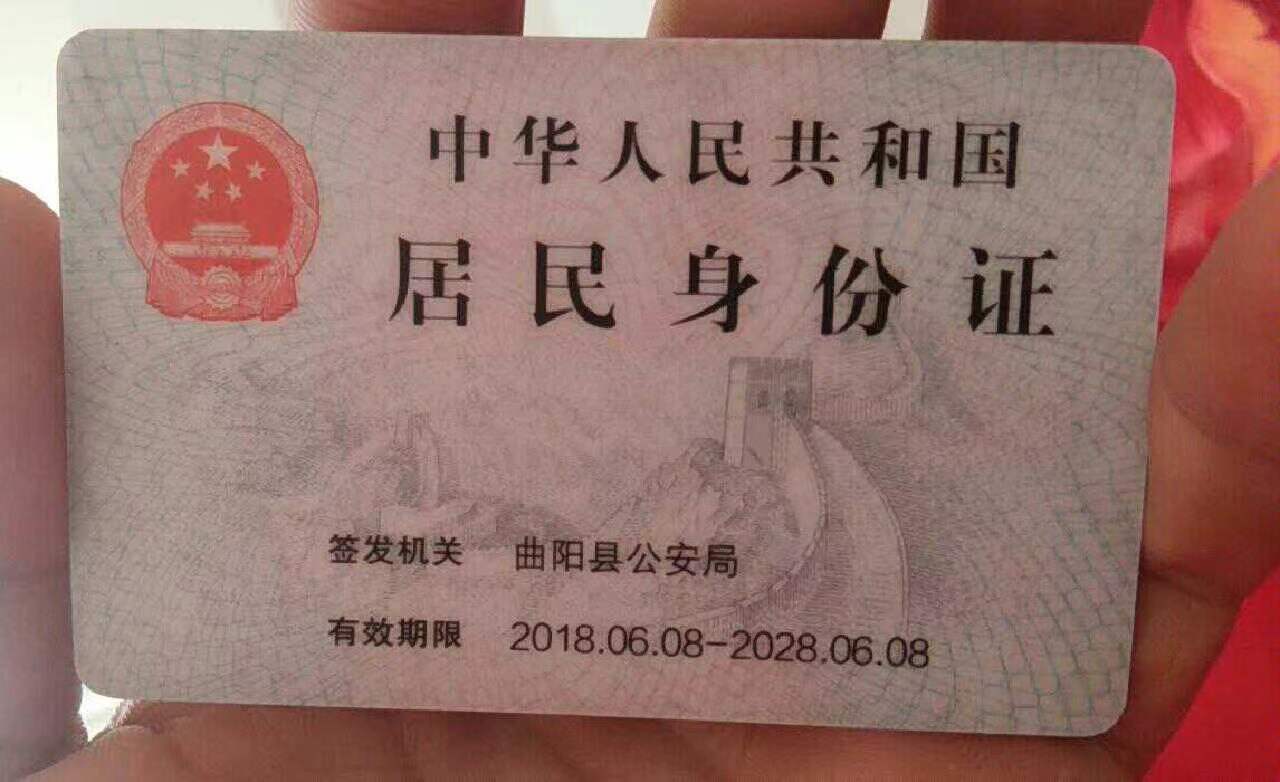 中华人民共和国
居民身份证
签发机关 曲阳县公安局
有效期限 2018.06.08-2028.06.08